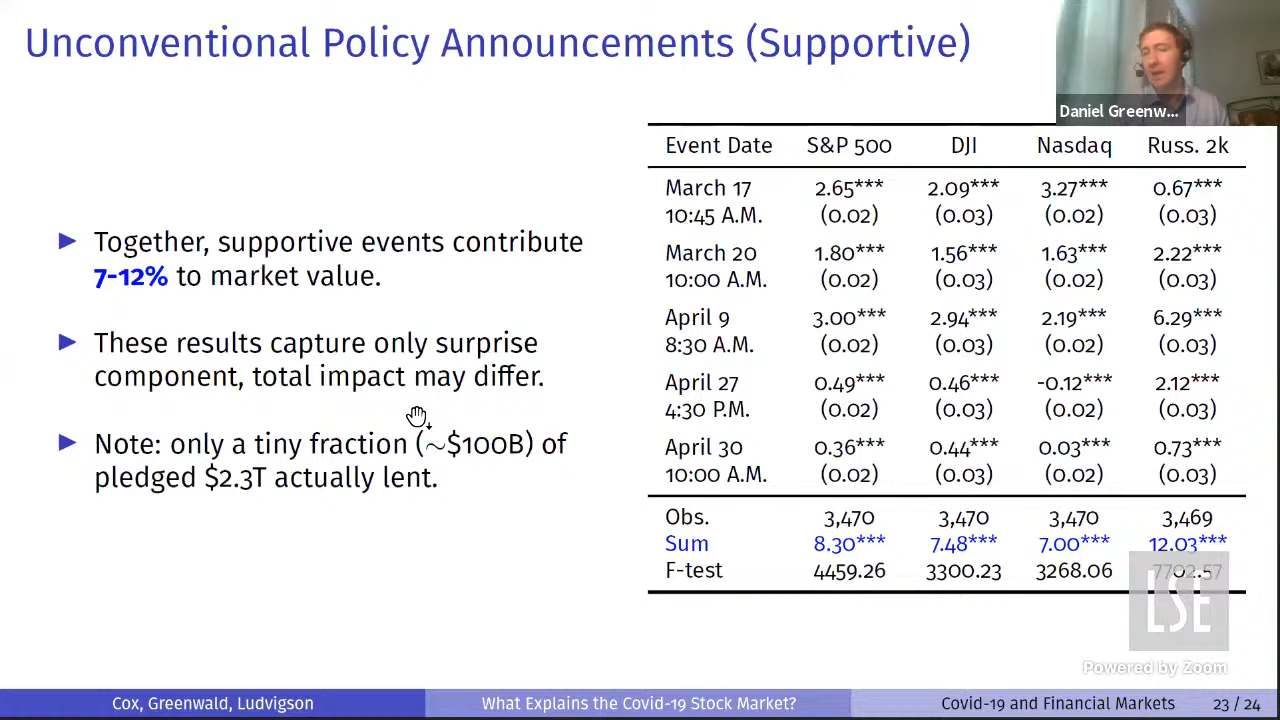 Unconventional Policy Announcements (Supportive)
Daniel Greenw...
► Together, supportive events contribute
7-12% to market value.
► These results capture only surprise
component, total impact may differ.
► Note: only a tiny fraction (~$100B) of
pledged $2.3T actually lent.
Event Date S&P 500 DJI Nasdaq Russ. 2k
March 17 2.65*** 2.09*** 3.27*** 0.67***
10:45 A.M. (0.02) (0.03) (0.02) (0.03)
March 20 1.80*** 1.56*** 1.63*** 2.22***
10:00 A.M. (0.02) (0.03) (0.02) (0.03)
April 9 3.00*** 2.94*** 2.19*** 6.29***
8:30 A.M. (0.02) (0.03) (0.02) (0.03)
April 27 0.49*** 0.46*** -0.12*** 2.12***
4:30 P.M. (0.02) (0.03) (0.02) (0.03)
April 30 0.36*** 0.44*** 0.03*** 0.73***
10:00 A.M. (0.02) (0.03) (0.02) (0.03)
Obs. 3,470 3,470 3,470 3,469
Sum 8.30*** 7.48*** 7.00*** 12.03***
F-test 4459.26 3300.23 3268.06 7702.57
LSE
Powered by Zoom
Cox, Greenwald, Ludvigson What Explains the Covid-19 Stock Market? Covid-19 and Financial Markets 23 / 24